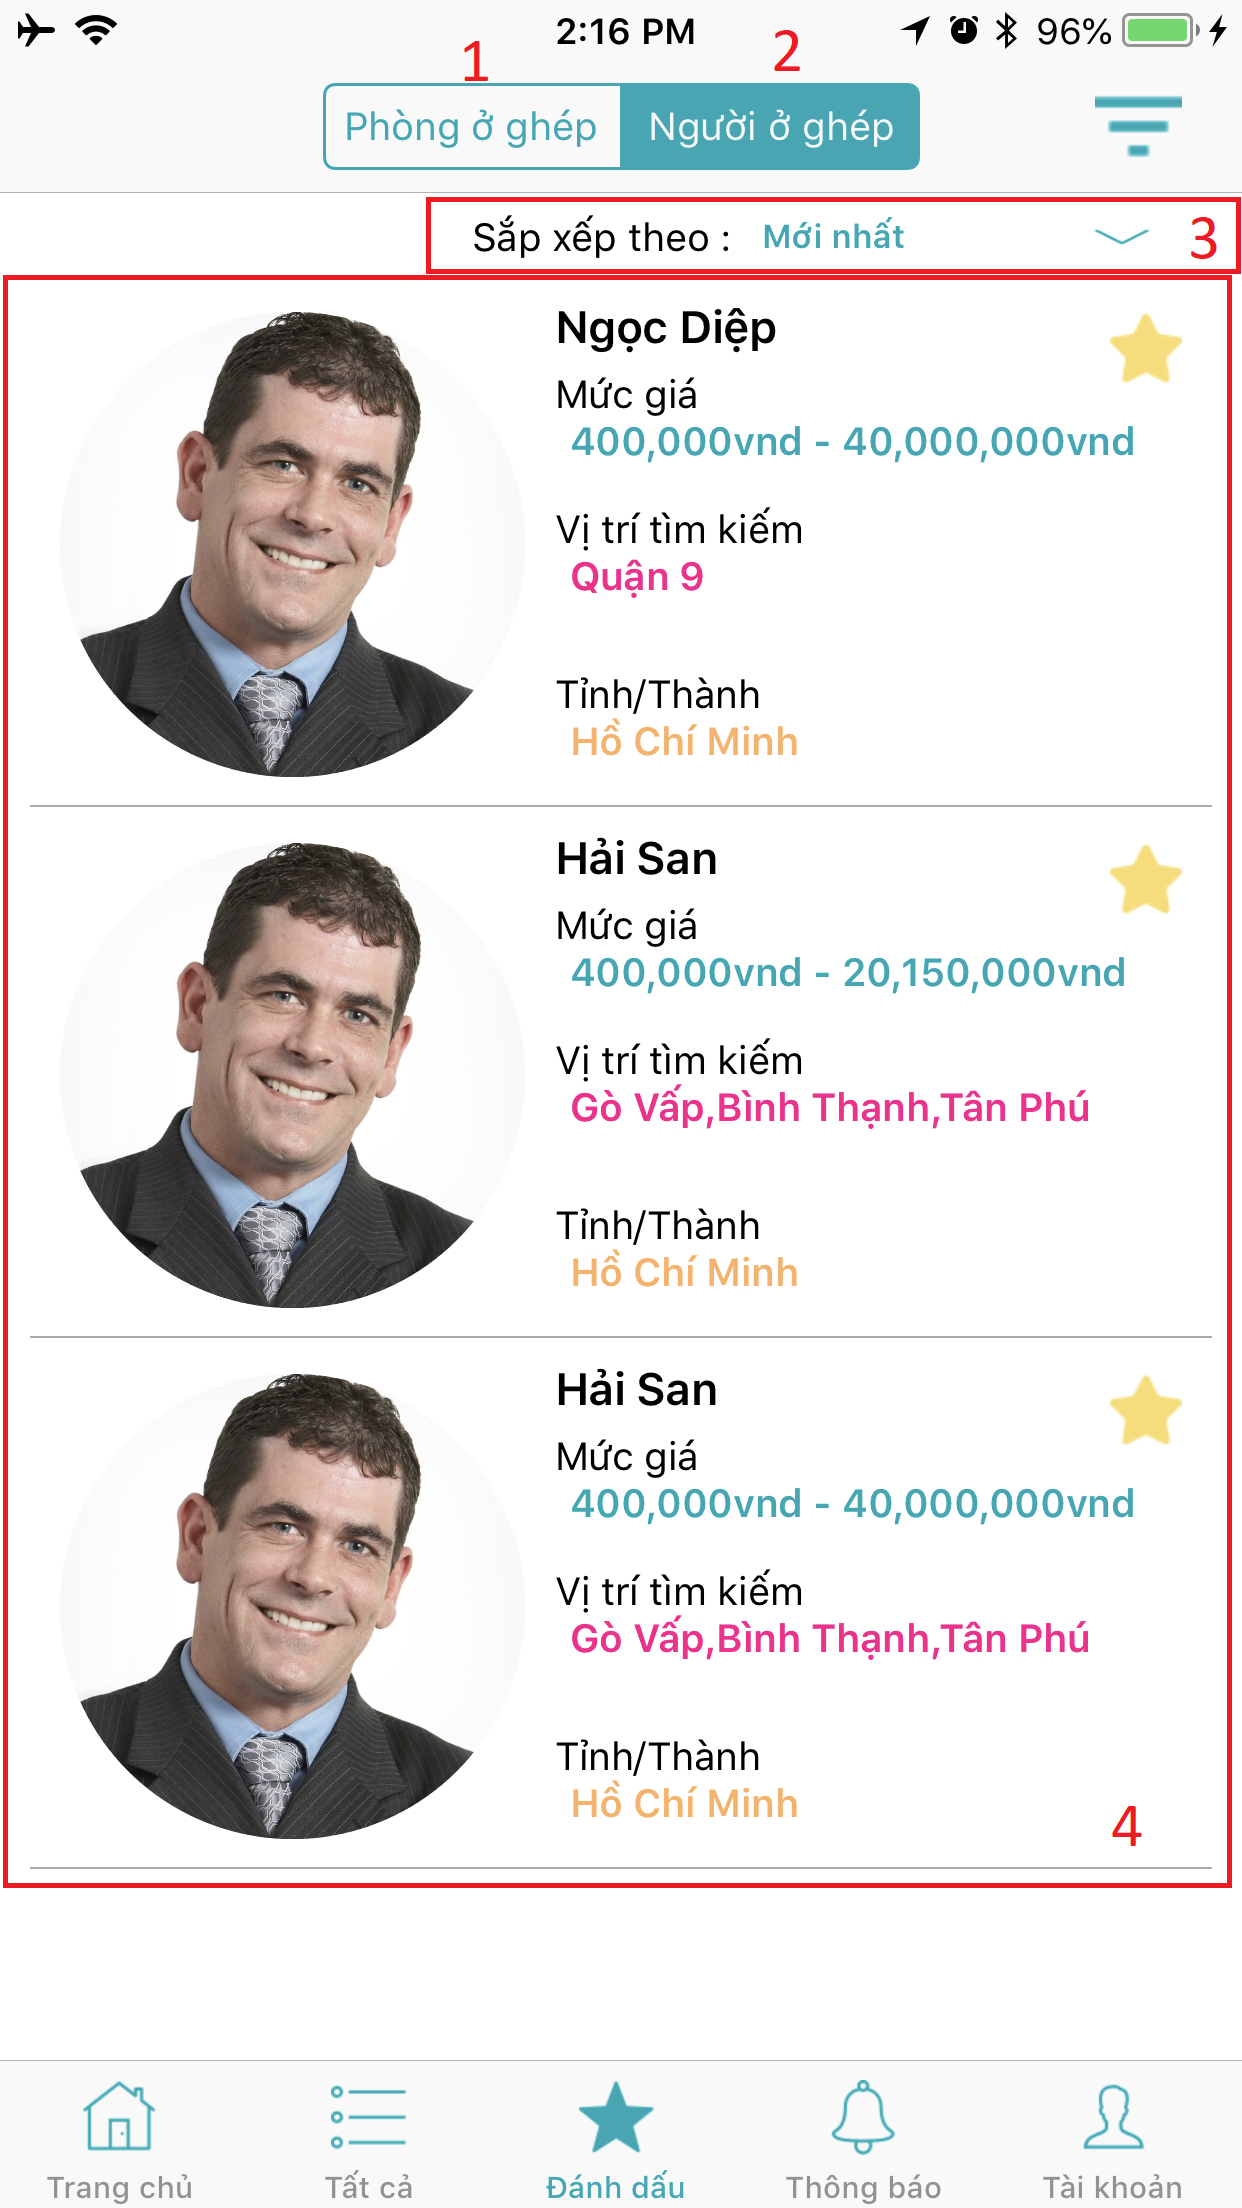 2:16 PM
96%
1
2
Phòng ở ghép
Người ở ghép
Sắp xếp theo : Mới nhất
3
Ngọc Diệp
Mức giá
400,000vnd - 40,000,000vnd
Vị trí tìm kiếm
Quận 9
Tỉnh/Thành
Hồ Chí Minh
Hải San
Mức giá
400,000vnd - 20,150,000vnd
Vị trí tìm kiếm
Gò Vấp,Bình Thạnh,Tân Phú
Tỉnh/Thành
Hồ Chí Minh
Hải San
Mức giá
400,000vnd - 40,000,000vnd
Vị trí tìm kiếm
Gò Vấp,Bình Thạnh,Tân Phú
Tỉnh/Thành
Hồ Chí Minh
4
Trang chủ
Tất cả
Đánh dấu
Thông báo
Tài khoản